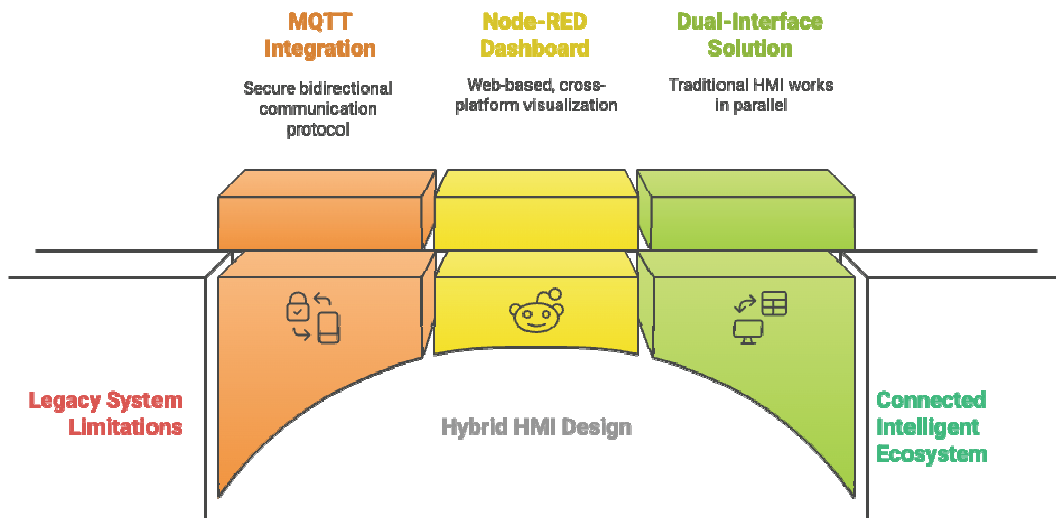 MQTT
Integration
Secure bidirectional
communication
protocol
Node-RED
Dashboard
Web-based, cross-
platform visualization
Dual-Interface
Solution
Traditional HMI works
in parallel
Legacy System
Limitations
Hybrid HMI Design
Connected
Intelligent
Ecosystem